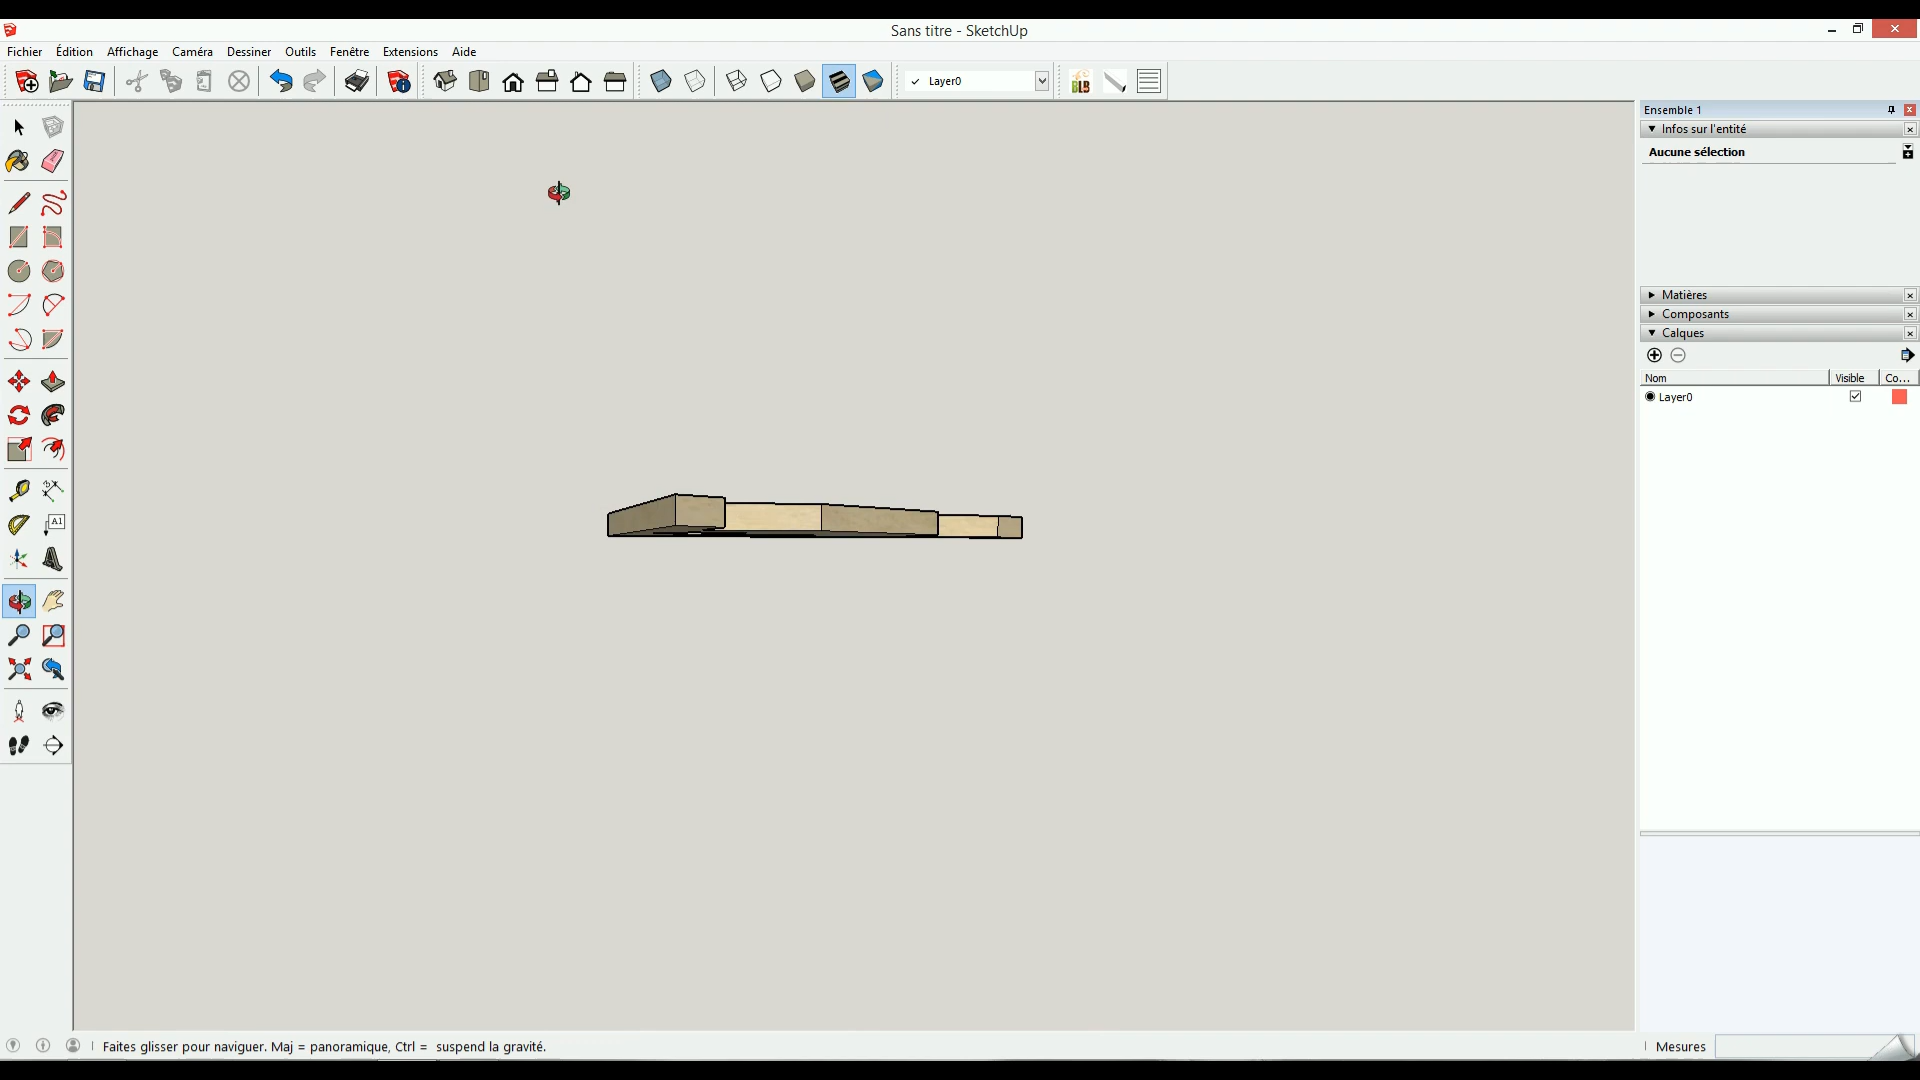 Sans titre - SketchUp
Fichier Édition Affichage Caméra Dessiner Outils Fenêtre Extensions Aide
Layer0
BLB
Ensemble 1
Infos sur l'entité
Aucune sélection
Matières
Composants
Calques
Nom Visible Co...
Layer0
A1
Faites glisser pour naviguer. Maj = panoramique, Ctrl = suspend la gravité.
Mesures